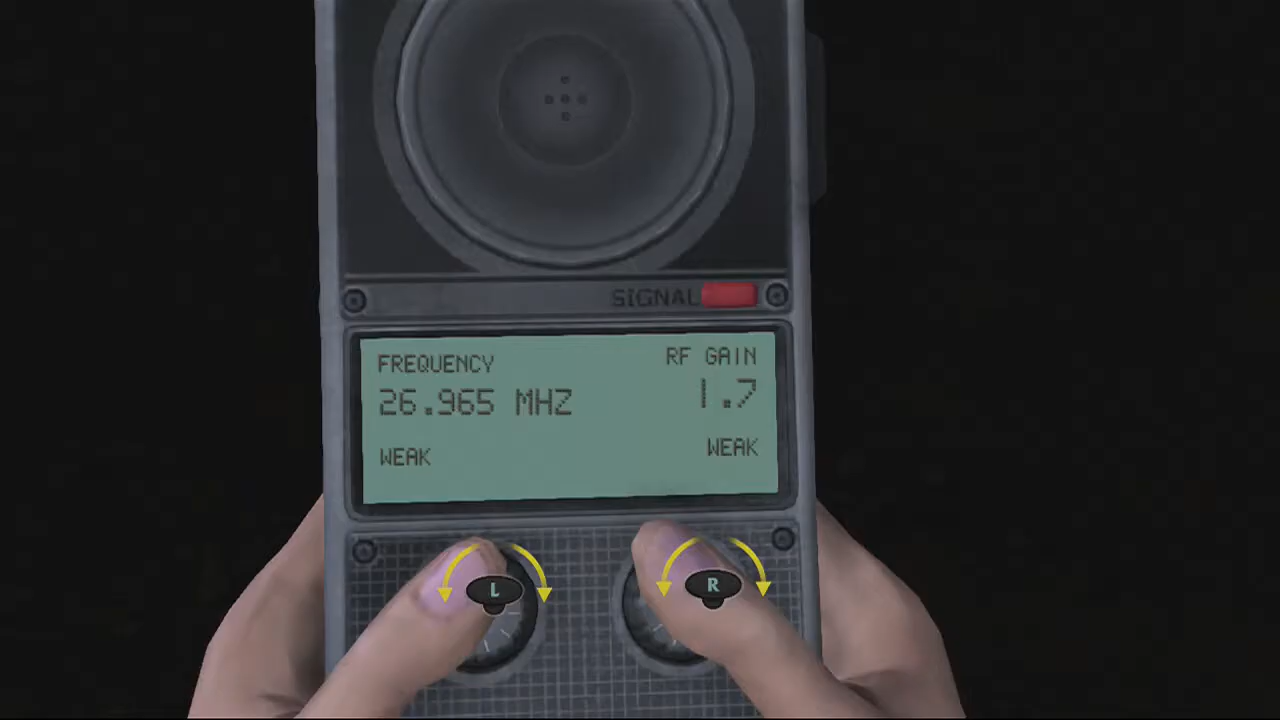 SIGNAL
FREQUENCY
RF GAIN
26.965 MHZ
1.7
WEAK
WEAK
L
R